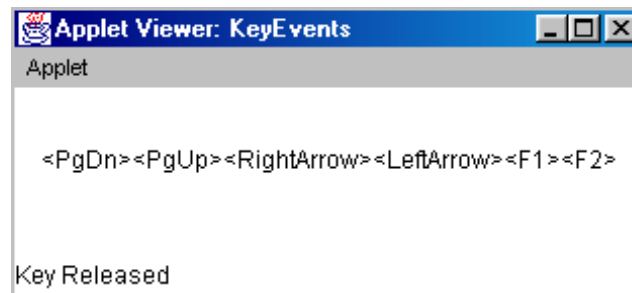 Applet Viewer: KeyEvents
Applet
<PgDn><PgUp><RightArrow><LeftArrow><F1><F2>
Key Released